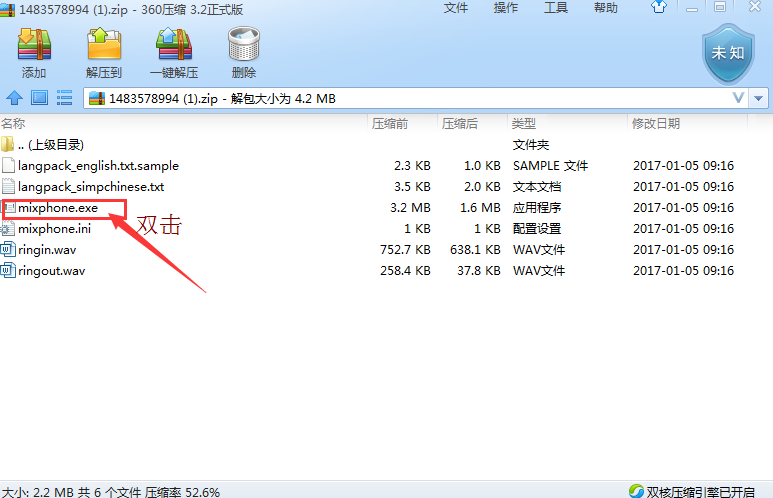 1483578994 (1).zip - 360压缩 3.2正式版
文件 操作 工具 帮助
添加 解压到 一键解压 删除
未知
1483578994 (1).zip - 解包大小为 4.2 MB
名称 压缩前 压缩后 类型 修改日期
.. (上级目录) 文件夹
langpack_english.txt.sample 2.3 KB 1.0 KB SAMPLE 文件 2017-01-05 09:16
langpack_simpchinese.txt 3.5 KB 2.0 KB 文本文档 2017-01-05 09:16
mixphone.exe 3.2 MB 1.6 MB 应用程序 2017-01-05 09:16
双击
mixphone.ini 1 KB 1 KB 配置设置 2017-01-05 09:16
ringin.wav 752.7 KB 638.1 KB WAV文件 2017-01-05 09:16
ringout.wav 258.4 KB 37.8 KB WAV文件 2017-01-05 09:16
大小: 2.2 MB 共 6 个文件 压缩率 52.6% 双核压缩引擎已开启